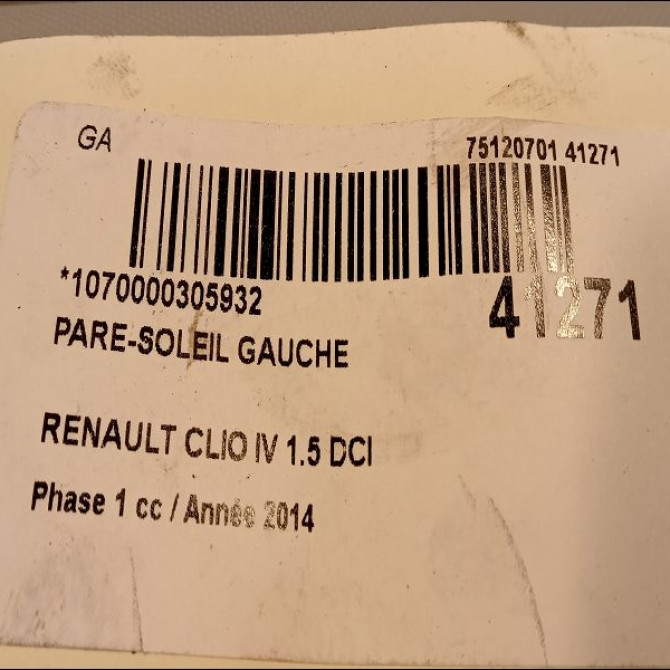 GA
75120701 41271
*1070000305932
41271
PARE-SOLEIL GAUCHE
RENAULT CLIO IV 1.5 DCI
Phase 1 cc / Année 2014